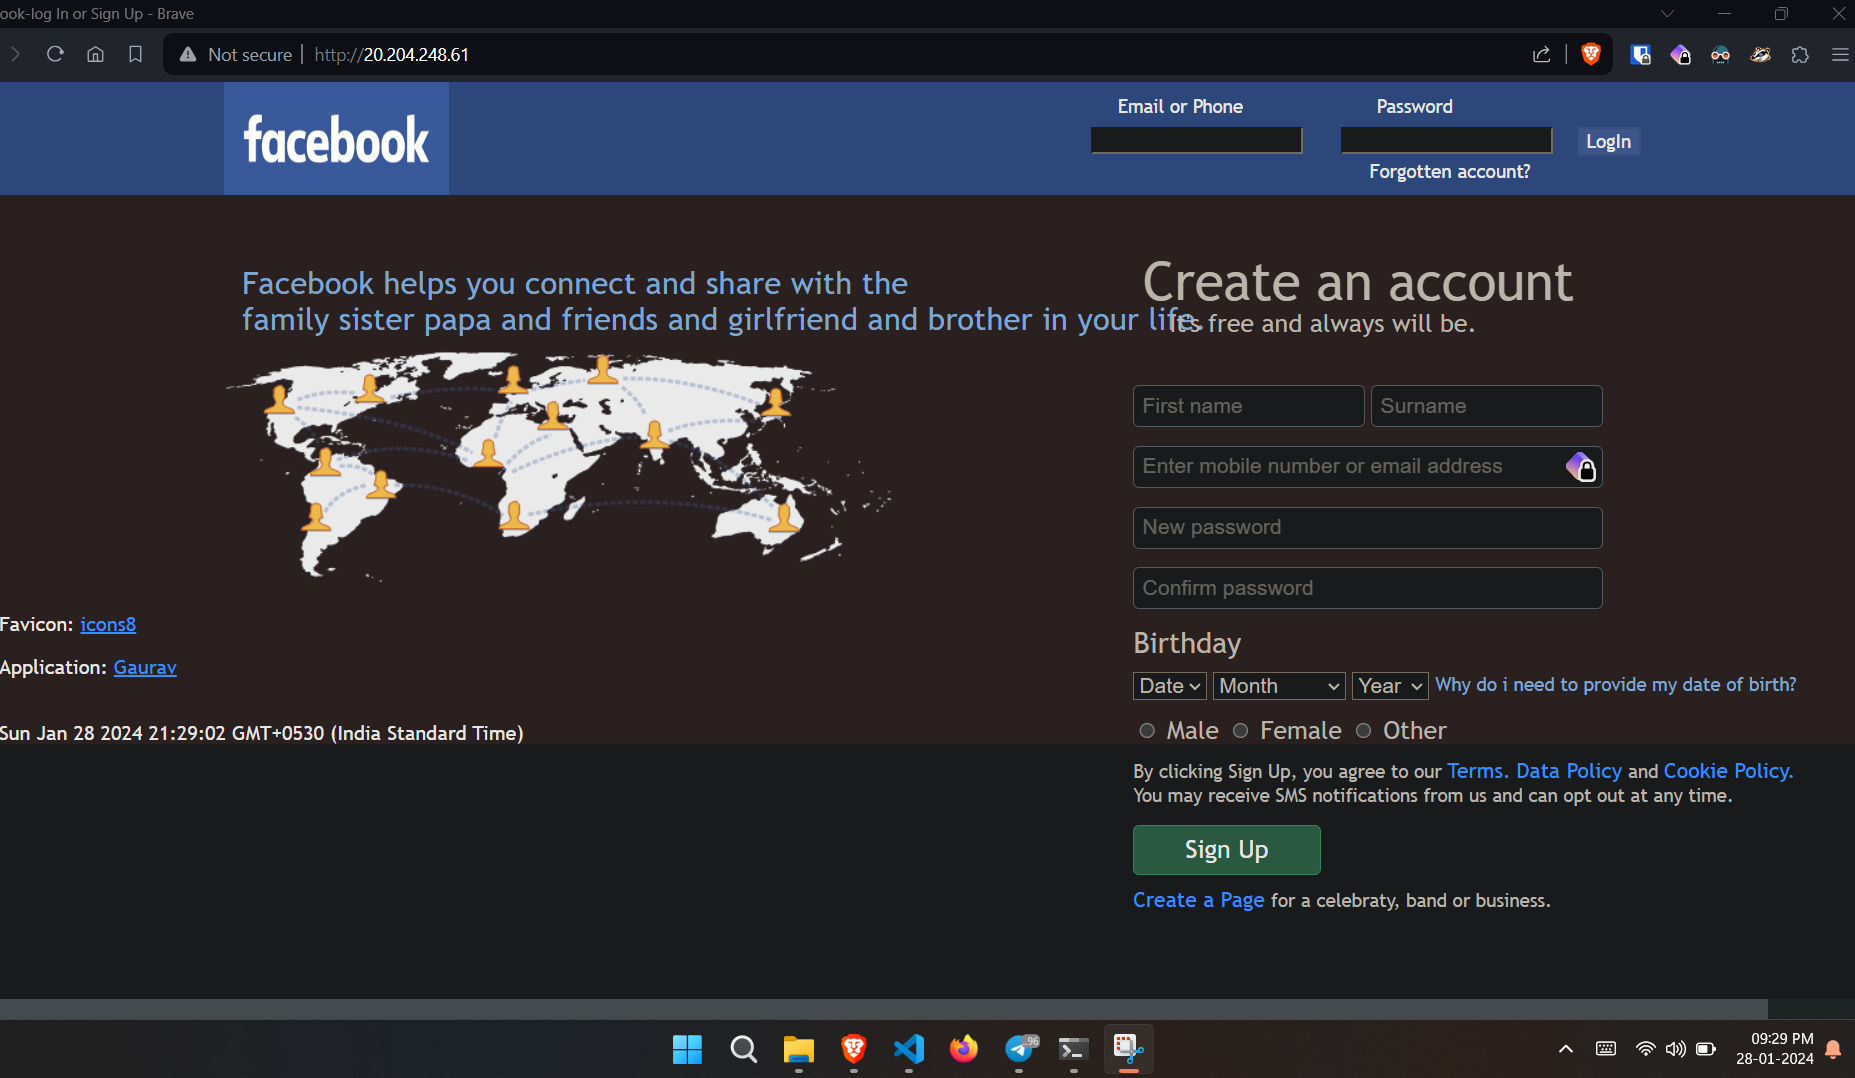 ook-log In or Sign Up - Brave
Not secure http://20.204.248.61
facebook
Email or Phone
Password
LogIn
Forgotten account?
Facebook helps you connect and share with the
family sister papa and friends and girlfriend and brother in your life.
Create an account
It's free and always will be.
First name
Surname
Enter mobile number or email address
New password
Confirm password
Favicon: icons8
Application: Gaurav
Sun Jan 28 2024 21:29:02 GMT+0530 (India Standard Time)
Birthday
Date Month Year Why do i need to provide my date of birth?
Male Female Other
By clicking Sign Up, you agree to our Terms. Data Policy and Cookie Policy.
You may receive SMS notifications from us and can opt out at any time.
Sign Up
Create a Page for a celebraty, band or business.
..96
09:29 PM
28-01-2024